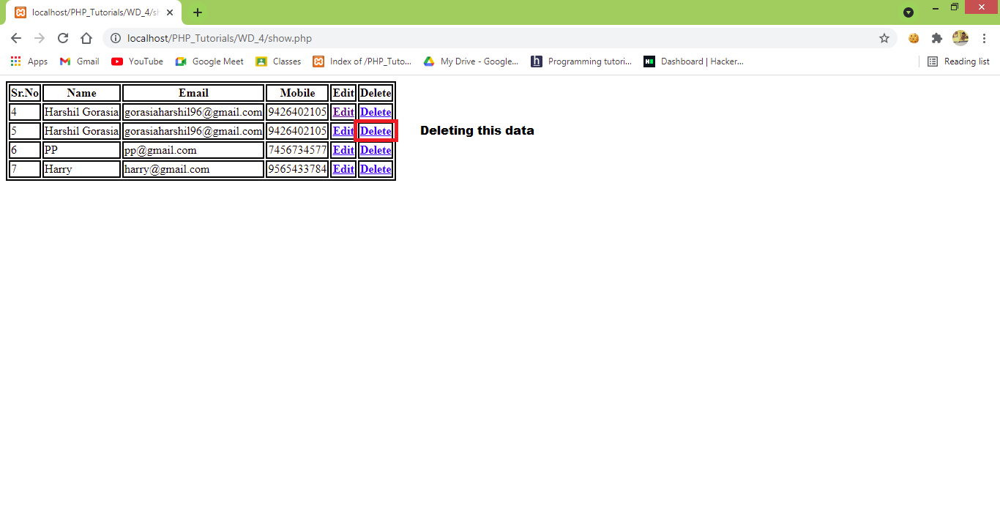 localhost/PHP_Tutorials/WD_4/sh
localhost/PHP_Tutorials/WD_4/show.php
Apps Gmail YouTube Google Meet Classes Index of /PHP_Tuto... My Drive - Google... Programming tutori... Dashboard | Hacker... Reading list
Sr.No Name Email Mobile Edit Delete
4 Harshil Gorasia gorasiaharshil96@gmail.com 9426402105 Edit Delete
5 Harshil Gorasia gorasiaharshil96@gmail.com 9426402105 Edit Delete Deleting this data
6 PP pp@gmail.com 7456734577 Edit Delete
7 Harry harry@gmail.com 9565433784 Edit Delete